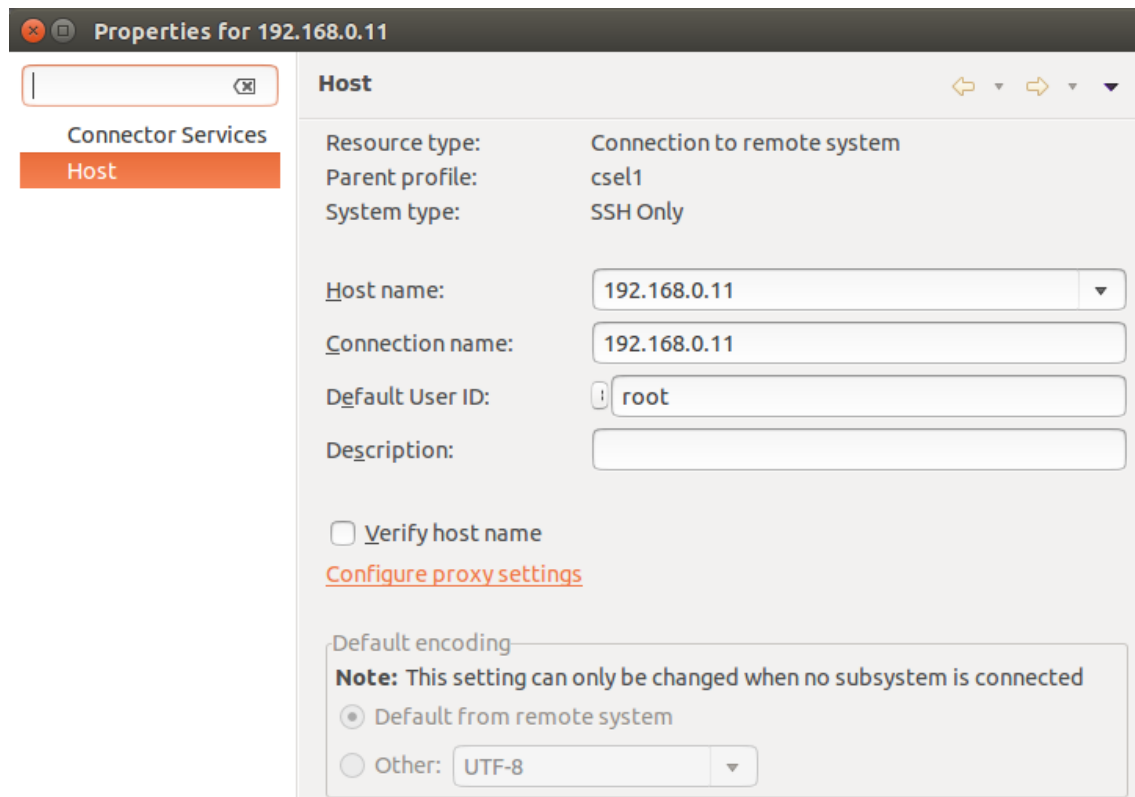 Properties for 192.168.0.11
Host
Connector Services
Host
Resource type: Connection to remote system
Parent profile: csel1
System type: SSH Only
Host name: 192.168.0.11
Connection name: 192.168.0.11
Default User ID: root
Description:
Verify host name
Configure proxy settings
Default encoding
Note: This setting can only be changed when no subsystem is connected
Default from remote system
Other: UTF-8